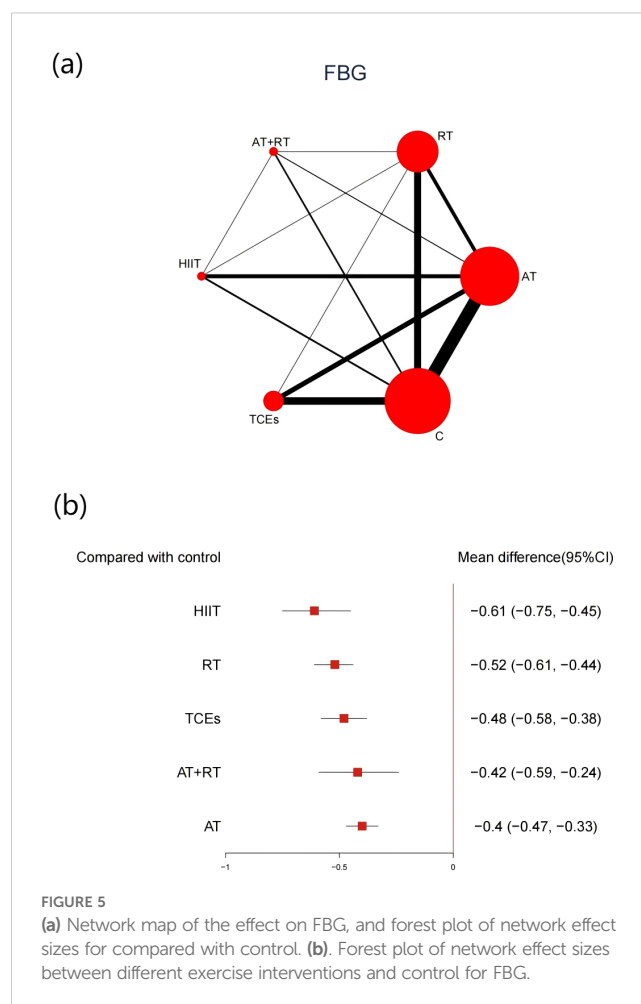 (a)
FBG
AT+RT
RT
HIIT
AT
TCEs
C
(b)
Compared with control Mean difference(95%CI)
HIIT −0.61 (−0.75, −0.45)
RT −0.52 (−0.61, −0.44)
TCEs −0.48 (−0.58, −0.38)
AT+RT −0.42 (−0.59, −0.24)
AT −0.4 (−0.47, −0.33)
−1 −0.5 0
FIGURE 5
(a) Network map of the effect on FBG, and forest plot of network effect
sizes for compared with control. (b). Forest plot of network effect sizes
between different exercise interventions and control for FBG.